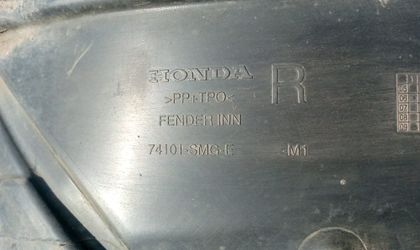 HONDA R
>PP+TPO<
FENDER INN
74101-SMG-E -M1